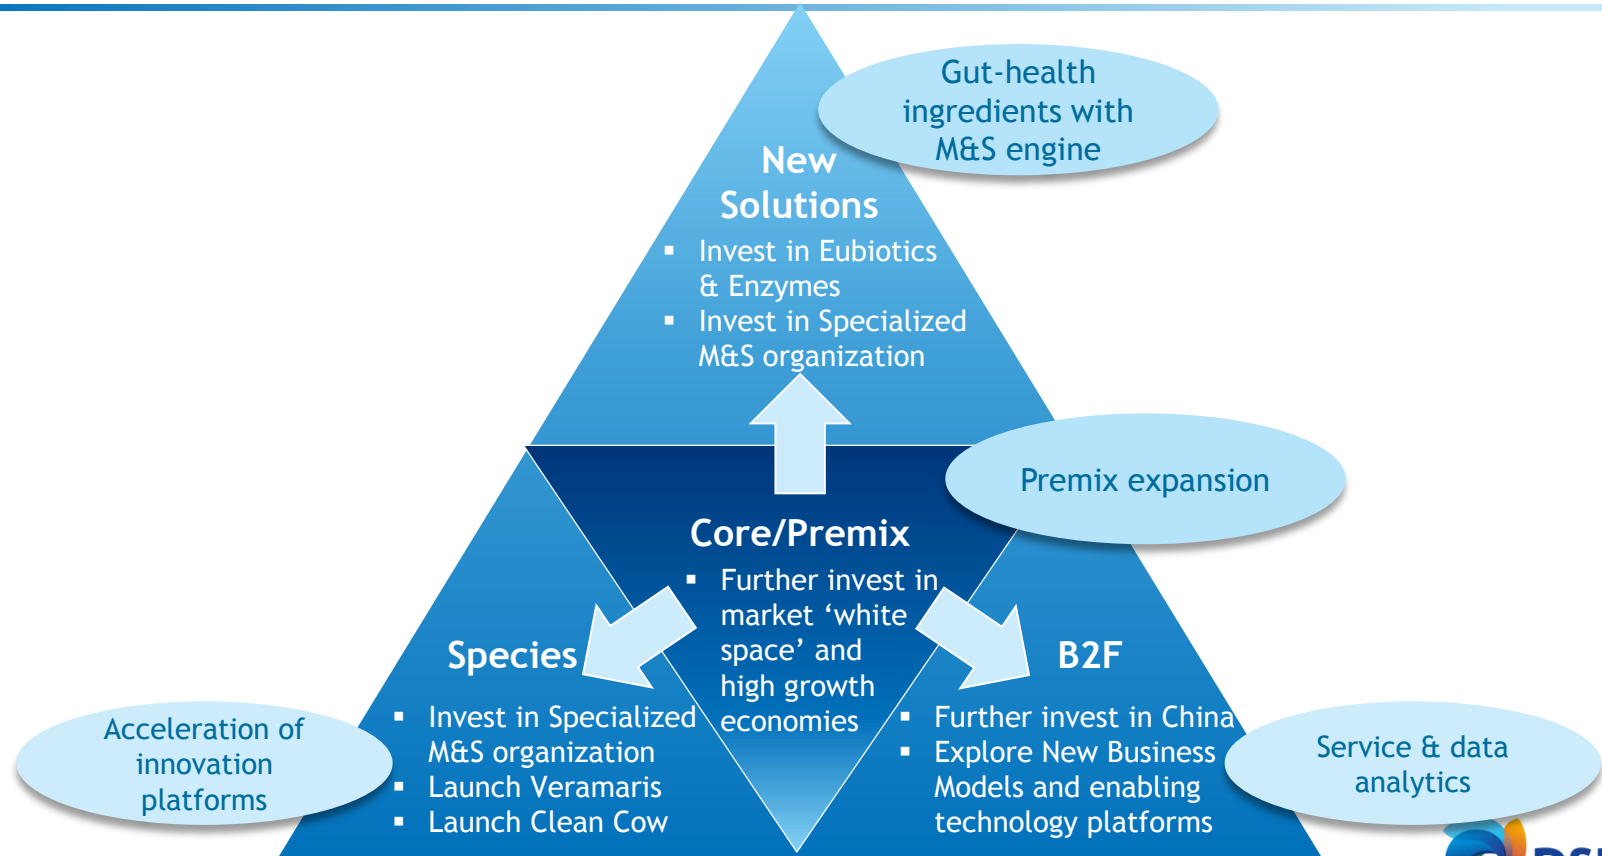 Gut-health
ingredients with
M&S engine
New
Solutions
▪ Invest in Eubiotics
& Enzymes
▪ Invest in Specialized
M&S organization
Premix expansion
Core/Premix
▪ Further invest in
market ‘white
space’ and
high growth
economies
Species
▪ Invest in Specialized
M&S organization
▪ Launch Veramaris
▪ Launch Clean Cow
Acceleration of
innovation
platforms
B2F
▪ Further invest in China
▪ Explore New Business
Models and enabling
technology platforms
Service & data
analytics